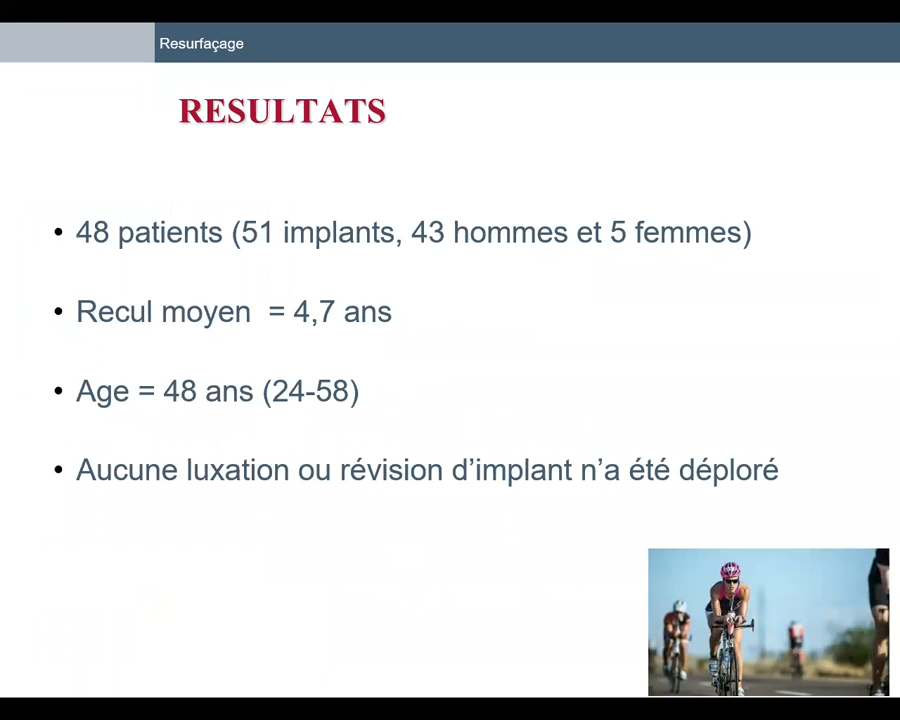 Resurfaçage
RESULTATS
• 48 patients (51 implants, 43 hommes et 5 femmes)
• Recul moyen = 4,7 ans
• Age = 48 ans (24-58)
• Aucune luxation ou révision d’implant n’a été déploré